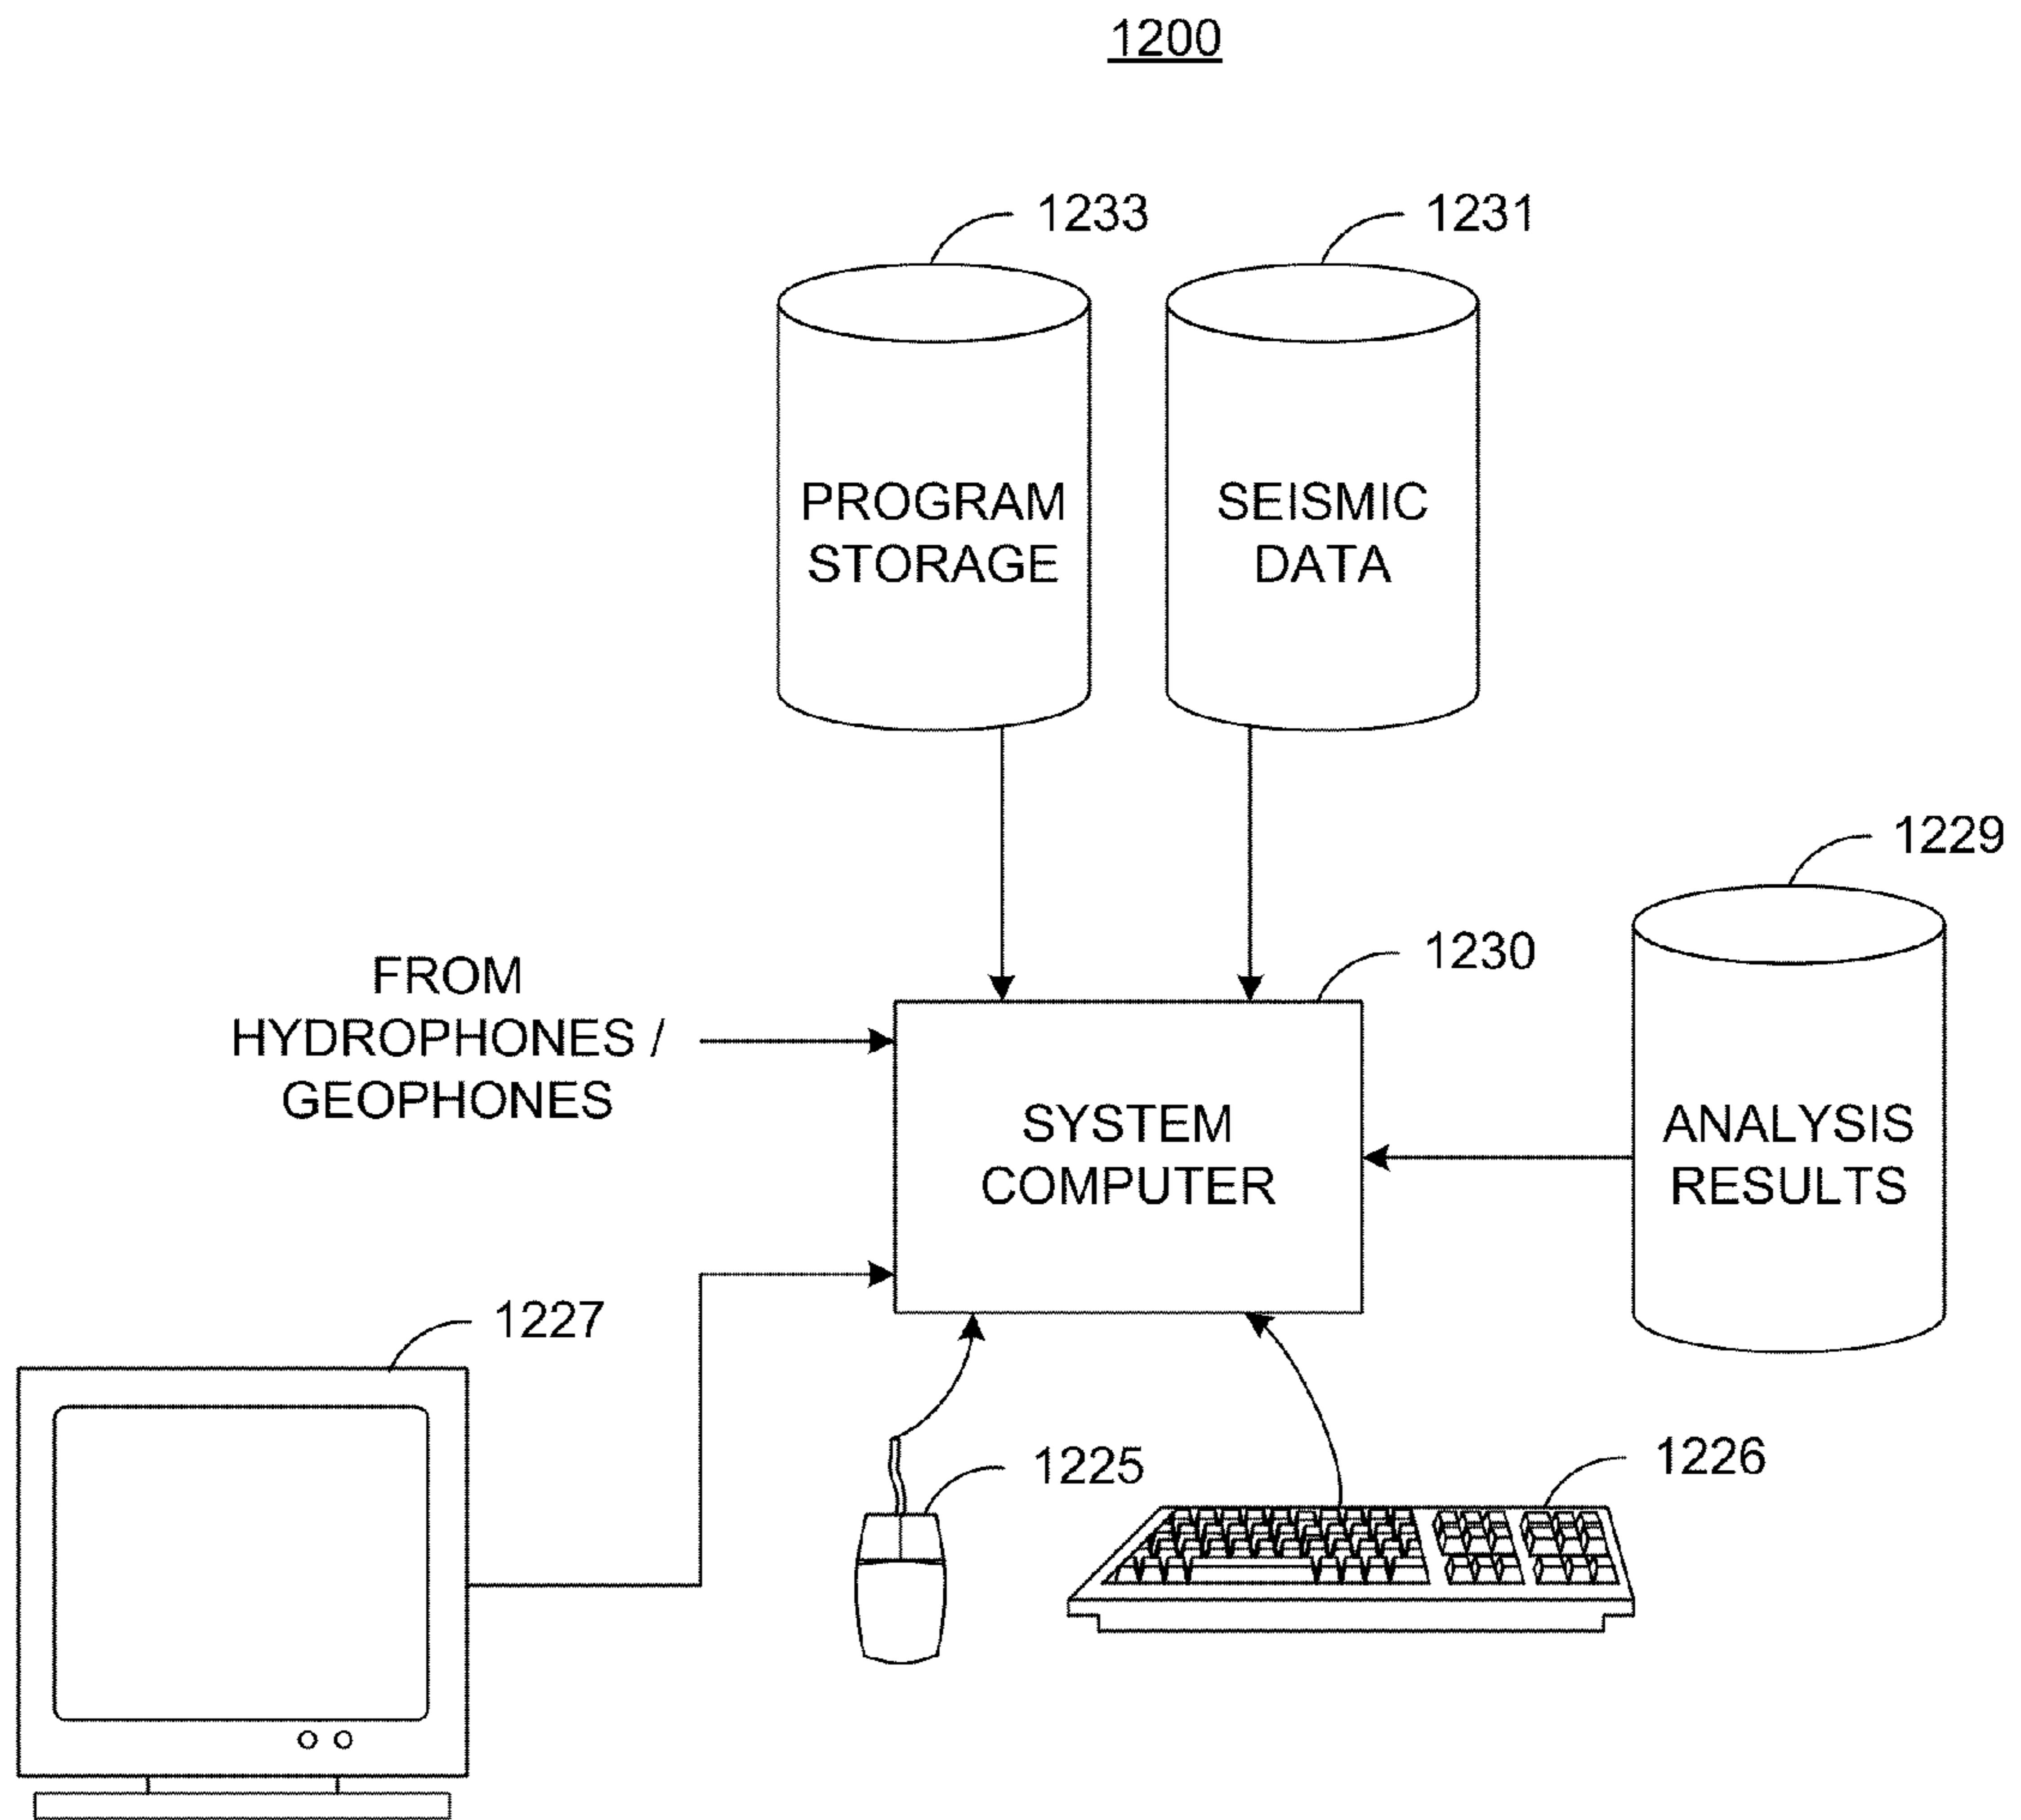 1200
1233
1231
PROGRAM
STORAGE
SEISMIC
DATA
1229
1230
FROM
HYDROPHONES /
GEOPHONES
SYSTEM
COMPUTER
ANALYSIS
RESULTS
1227
1225
1226